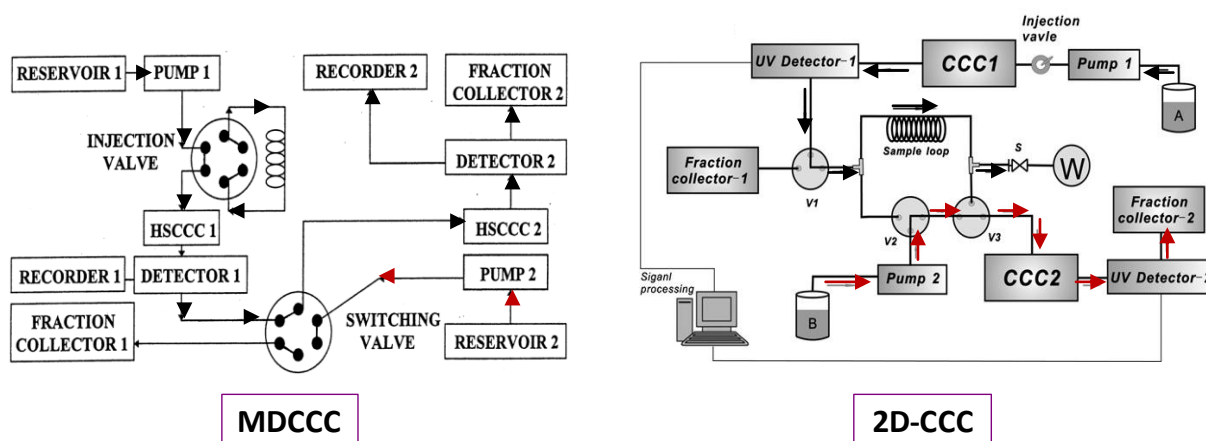 RESERVOIR 1
PUMP 1
INJECTION
VALVE
HSCCC 1
RECORDER 1
DETECTOR 1
FRACTION
COLLECTOR 1
RECORDER 2
FRACTION
COLLECTOR 2
DETECTOR 2
HSCCC 2
PUMP 2
SWITCHING
VALVE
RESERVOIR 2
MDCCC
Injection
vavle
UV Detector-1
CCC1
Pump 1
A
Sample loop
Fraction
collector-1
V1
S
W
V2
V3
Fraction
collector-2
Siganl
processing
Pump 2
B
CCC2
UV Detector-2
2D-CCC